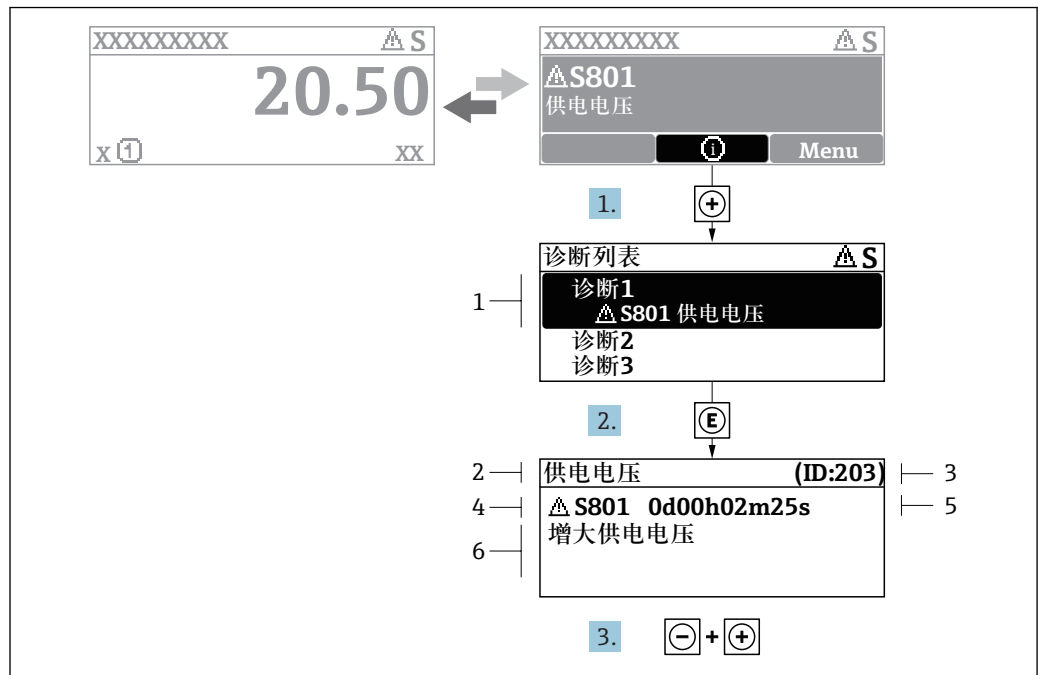 XXXXXXXXX ⚠ S
20.50
x ① XX
XXXXXXXXX ⚠ S
⚠S801
供电电压
ⓘ Menu
1. +
诊断列表 ⚠ S
1
诊断1
⚠ S801 供电电压
诊断2
诊断3
2. E
2 供电电压 (ID:203) 3
4 ⚠ S801 0d00h02m25s 5
6 增大供电电压
3. - + +